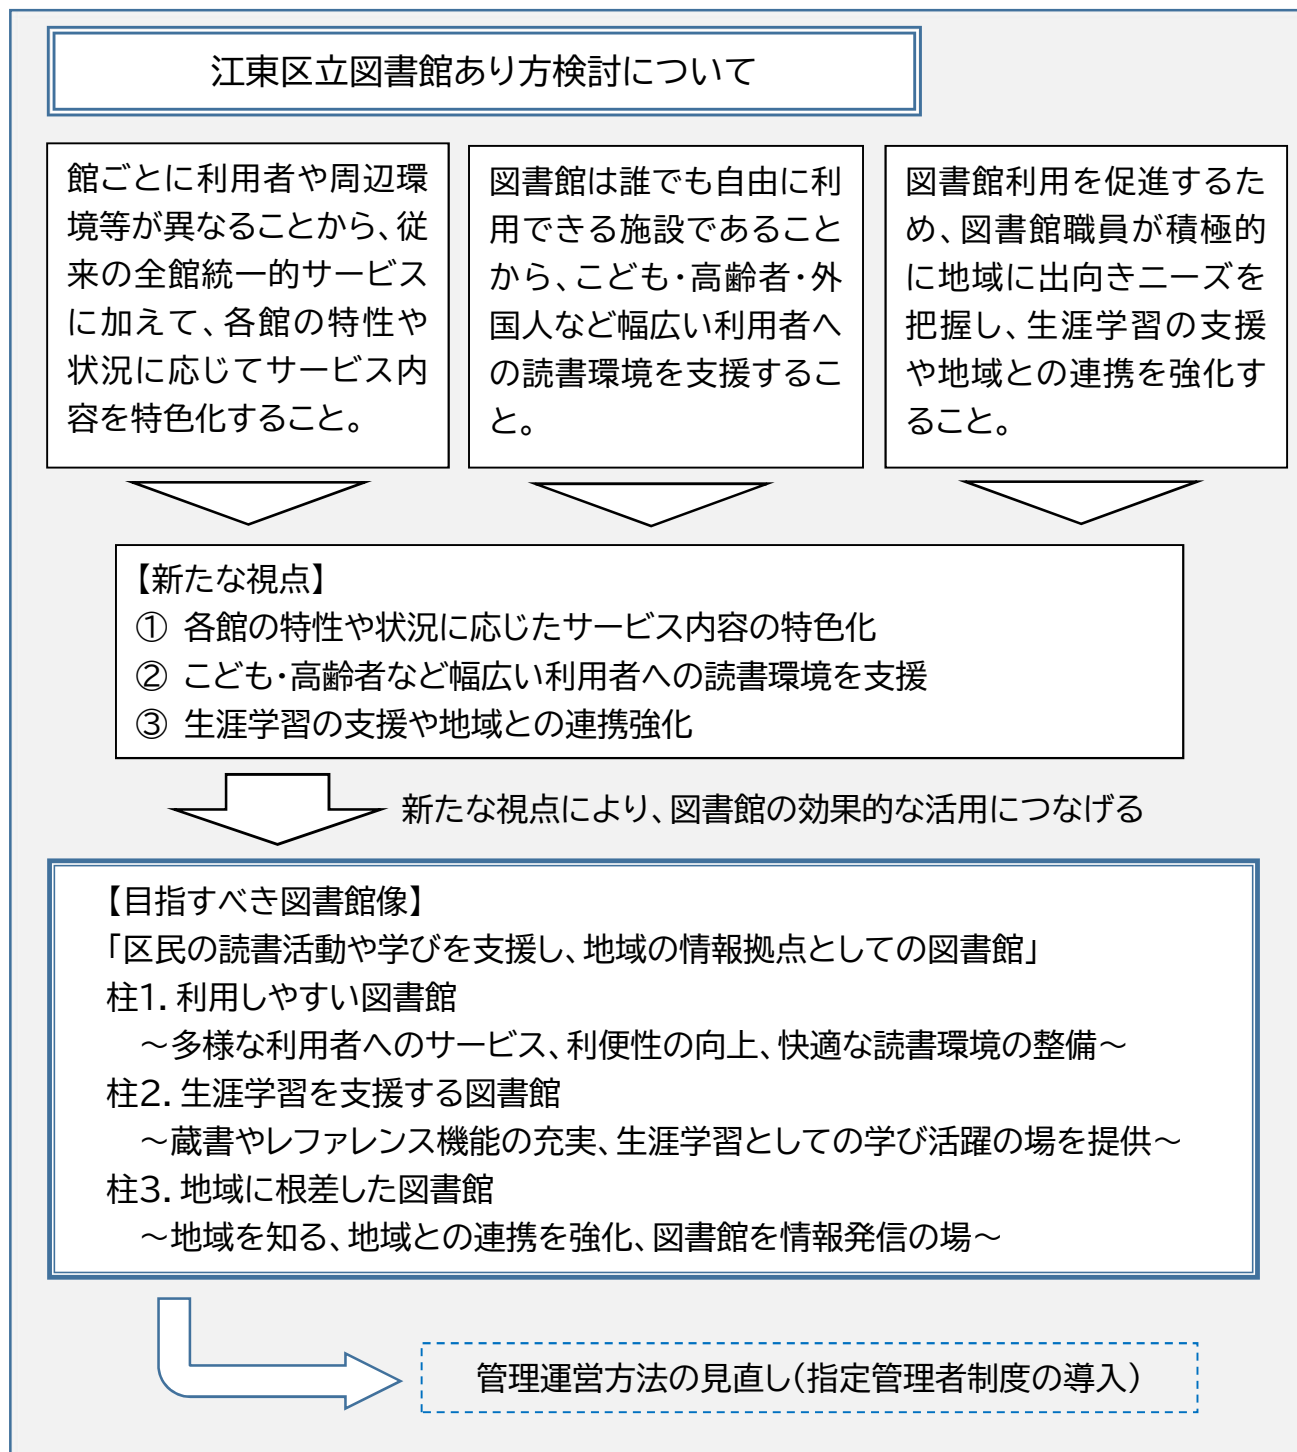 江東区立図書館あり方検討について
館ごとに利用者や周辺環
境等が異なることから、従
来の全館統一的サービス
に加えて、各館の特性や
状況に応じてサービス内
容を特色化すること。
図書館は誰でも自由に利
用できる施設であること
から、こども・高齢者・外
国人など幅広い利用者へ
の読書環境を支援するこ
と。
図書館利用を促進するた
め、図書館職員が積極的
に地域に出向きニーズを
把握し、生涯学習の支援
や地域との連携を強化す
ること。
【新たな視点】
① 各館の特性や状況に応じたサービス内容の特色化
② こども・高齢者など幅広い利用者への読書環境を支援
③ 生涯学習の支援や地域との連携強化
新たな視点により、図書館の効果的な活用につなげる
【目指すべき図書館像】
「区民の読書活動や学びを支援し、地域の情報拠点としての図書館」
柱1．利用しやすい図書館
～多様な利用者へのサービス、利便性の向上、快適な読書環境の整備～
柱2．生涯学習を支援する図書館
～蔵書やレファレンス機能の充実、生涯学習としての学び活躍の場を提供～
柱3．地域に根差した図書館
～地域を知る、地域との連携を強化、図書館を情報発信の場～
管理運営方法の見直し（指定管理者制度の導入）